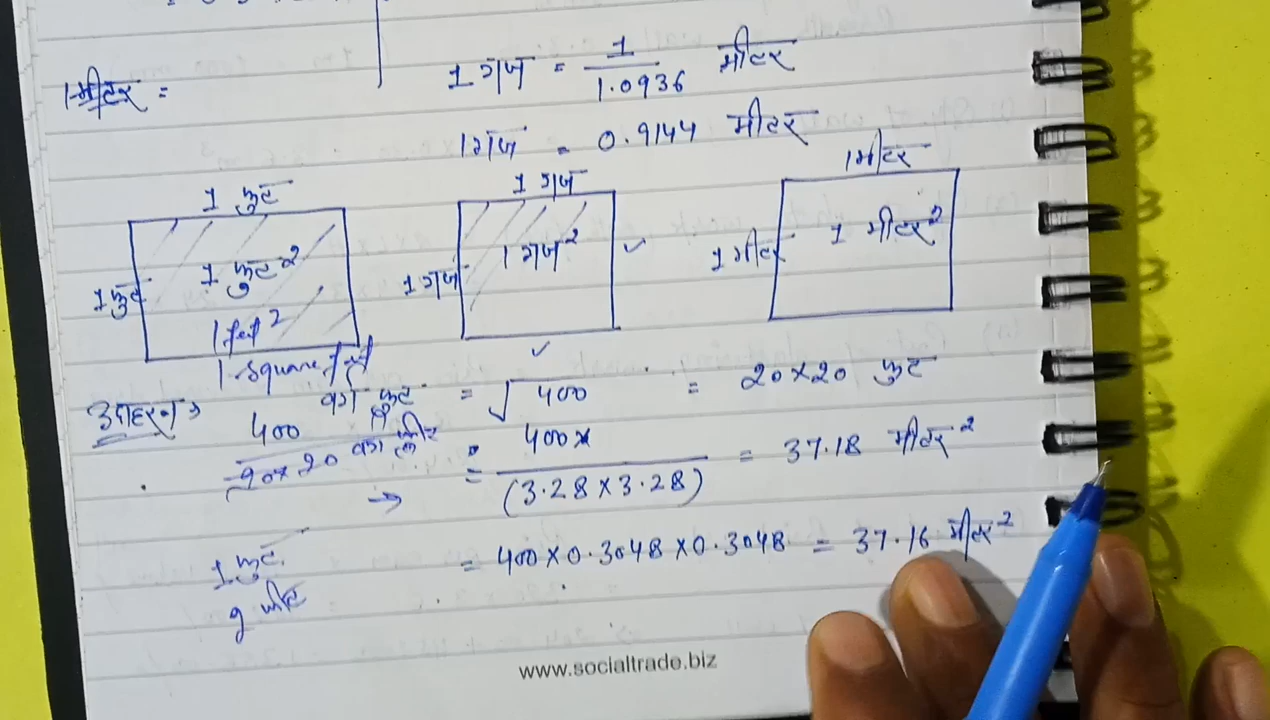 1 गज = 1/1.0936 मीटर
1 मीटर =
1 गज = 0.9144 मीटर
1 फुट
1 गज
1 मीटर
1 फुट
1 फुट²
1 feet²
1 square फुट
1 गज
1 गज²
1 मीटर
1 मीटर²
उदाहरण →
400 वर्ग फुट = √400 = 20×20 फुट
20×20
= 400× / (3.28×3.28) = 37.18 मीटर²
→
= 400×0.3048×0.3048 = 37.16 मीटर²
1 फुट
www.socialtrade.biz